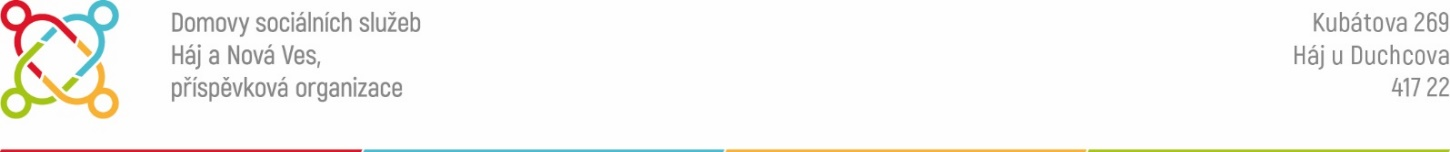 Domovy sociálních služeb
Háj a Nová Ves,
příspěvková organizace
Kubátova 269
Háj u Duchcova
417 22